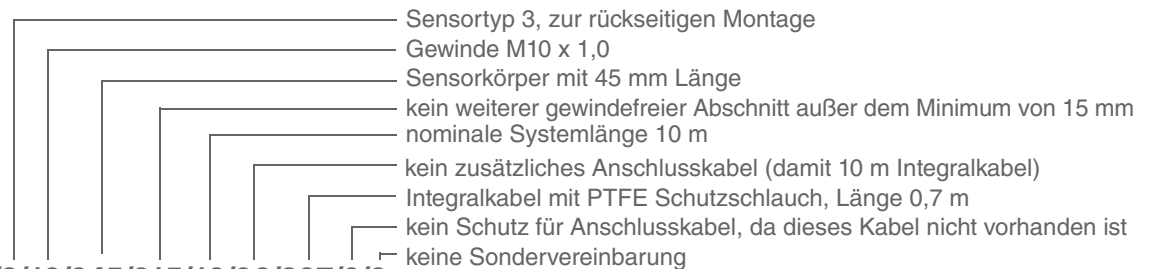 Sensortyp 3, zur rückseitigen Montage
Gewinde M10 x 1,0
Sensorkörper mit 45 mm Länge
kein weiterer gewindefreier Abschnitt außer dem Minimum von 15 mm
nominale Systemlänge 10 m
kein zusätzliches Anschlusskabel (damit 10 m Integralkabel)
Integralkabel mit PTFE Schutzschlauch, Länge 0,7 m
kein Schutz für Anschlusskabel, da dieses Kabel nicht vorhanden ist
keine Sondervereinbarung